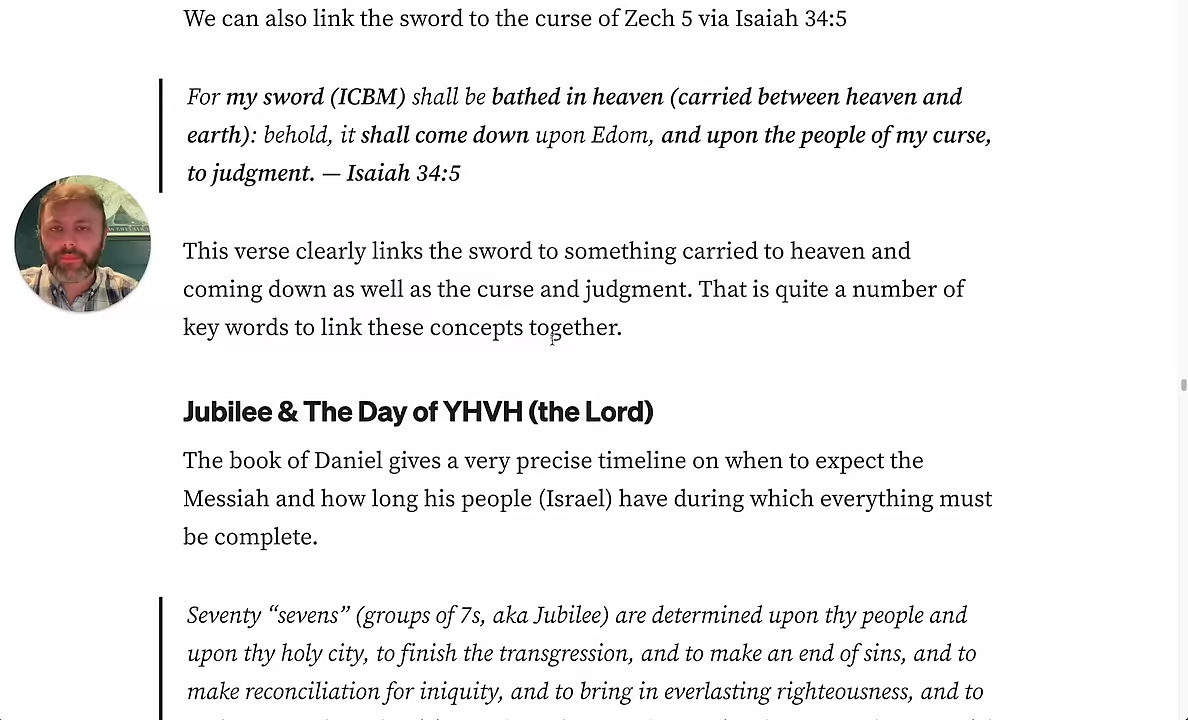 We can also link the sword to the curse of Zech 5 via Isaiah 34:5
For my sword (ICBM) shall be bathed in heaven (carried between heaven and
earth): behold, it shall come down upon Edom, and upon the people of my curse,
to judgment. — Isaiah 34:5
This verse clearly links the sword to something carried to heaven and
coming down as well as the curse and judgment. That is quite a number of
key words to link these concepts together.
Jubilee & The Day of YHVH (the Lord)
The book of Daniel gives a very precise timeline on when to expect the
Messiah and how long his people (Israel) have during which everything must
be complete.
Seventy “sevens” (groups of 7s, aka Jubilee) are determined upon thy people and
upon thy holy city, to finish the transgression, and to make an end of sins, and to
make reconciliation for iniquity, and to bring in everlasting righteousness, and to